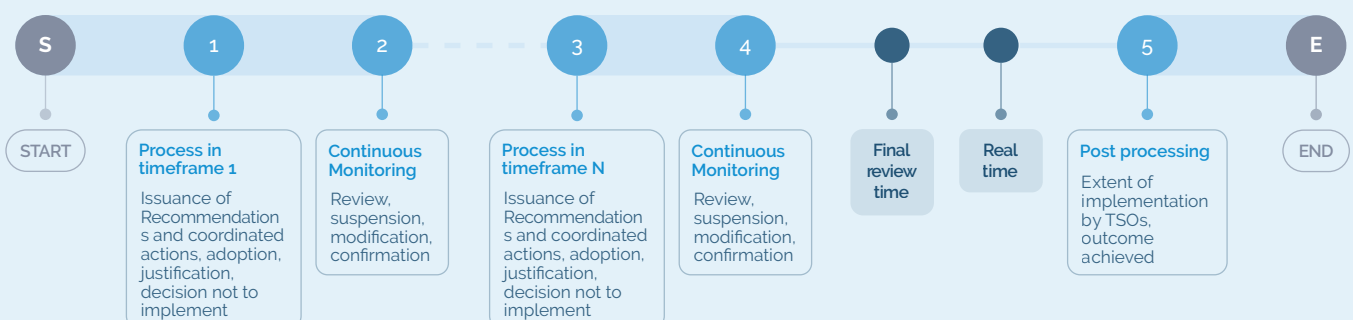 S
1
2
3
4
5
E
START
Process in
timeframe 1
Issuance of
Recommendation
s and coordinated
actions, adoption,
justification,
decision not to
implement
Continuous
Monitoring
Review,
suspension,
modification,
confirmation
Process in
timeframe N
Issuance of
Recommendation
s and coordinated
actions, adoption,
justification,
decision not to
implement
Continuous
Monitoring
Review,
suspension,
modification,
confirmation
Final
review
time
Real
time
Post processing
Extent of
implementation
by TSOs,
outcome
achieved
END